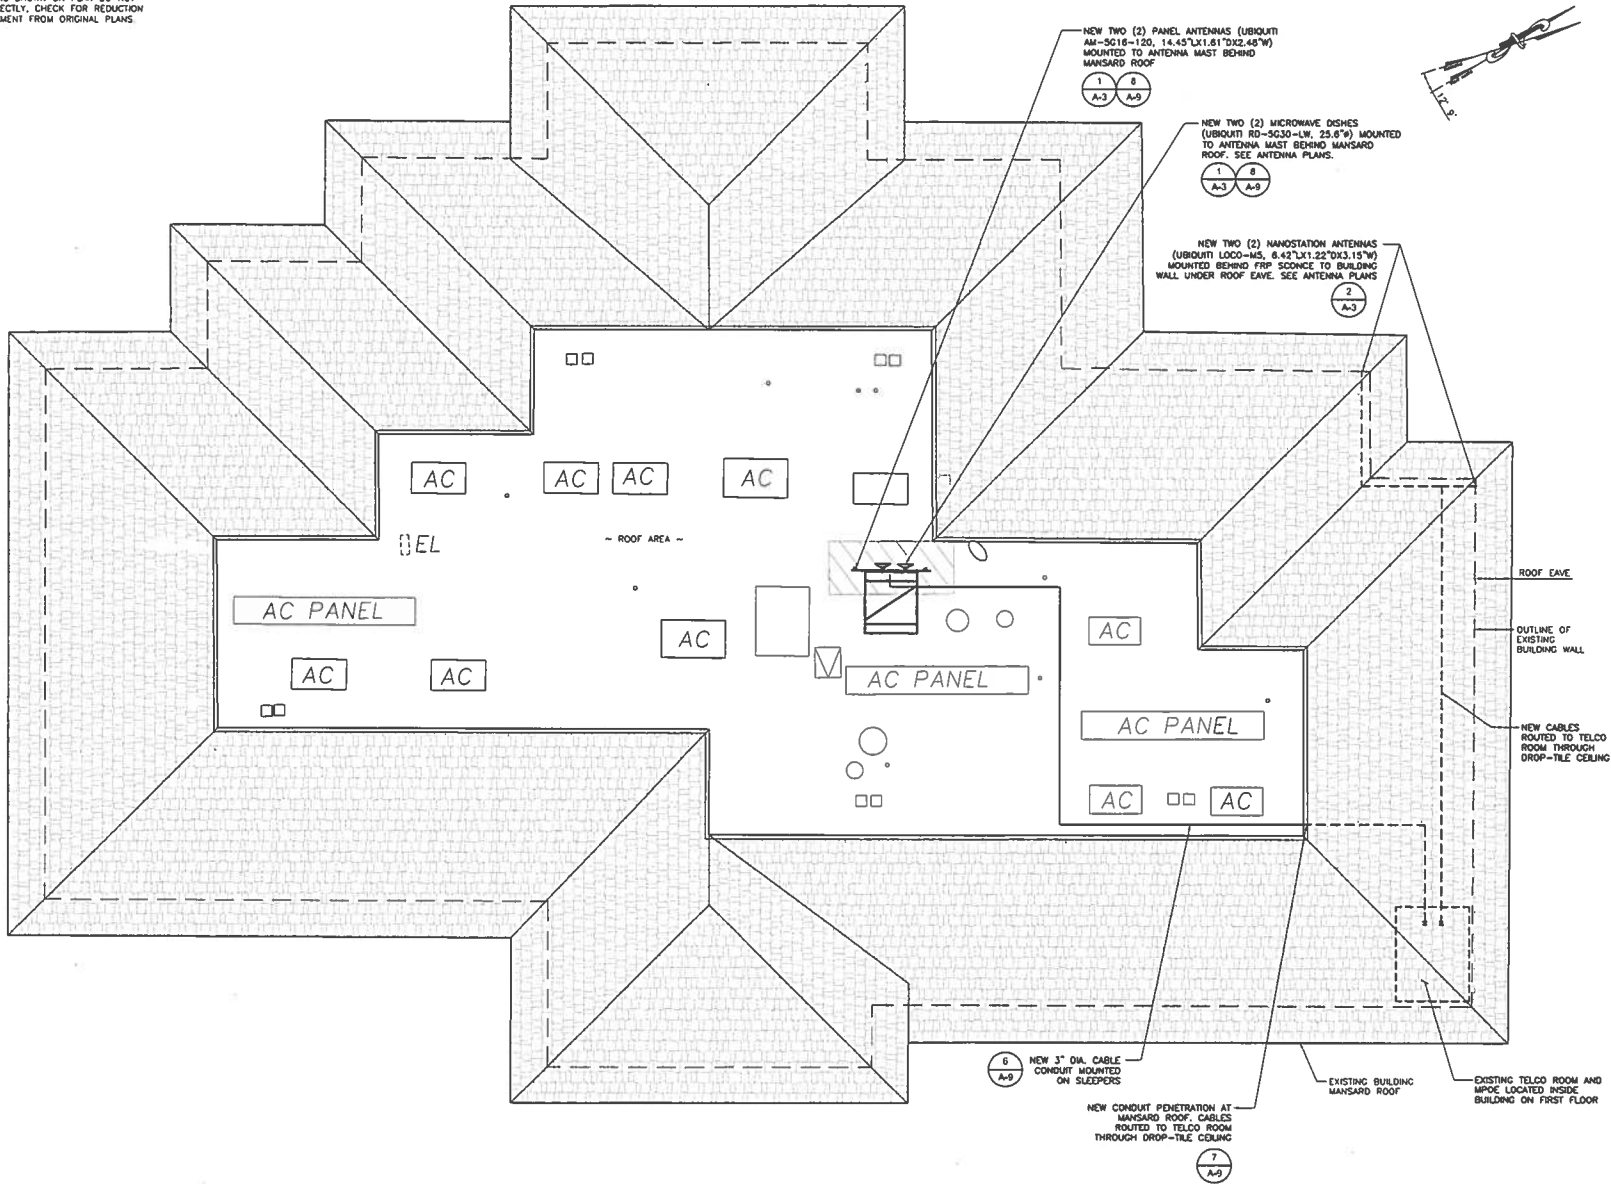 ECTLY, CHECK FOR REDUCTION
MENT FROM ORIGINAL PLANS.
NEW TWO (2) PANEL ANTENNAS (UBIQUITI
AM-5G16-120, 14.45"LX1.61"DX2.48"W)
MOUNTED TO ANTENNA MAST BEHIND
MANSARD ROOF
1
A-3
8
A-9
NEW TWO (2) MICROWAVE DISHES
(UBIQUITI RD-5G30-LW, 25.6"ø) MOUNTED
TO ANTENNA MAST BEHIND MANSARD
ROOF. SEE ANTENNA PLANS.
1
A-3
8
A-9
NEW TWO (2) NANOSTATION ANTENNAS
(UBIQUITI LOCO-M5, 6.42"LX1.22"DX3.15"W)
MOUNTED BEHIND FRP SCONCE TO BUILDING
WALL UNDER ROOF EAVE. SEE ANTENNA PLANS
2
A-3
12.9°
AC
AC
AC
AC
EL
~ ROOF AREA ~
AC PANEL
AC
AC
AC
AC
AC PANEL
AC PANEL
AC
AC
ROOF EAVE
OUTLINE OF
EXISTING
BUILDING WALL
NEW CABLES
ROUTED TO TELCO
ROOM THROUGH
DROP-TILE CEILING
6
A-9
NEW 3" DIA. CABLE
CONDUIT MOUNTED
ON SLEEPERS
EXISTING BUILDING
MANSARD ROOF
EXISTING TELCO ROOM AND
MPOE LOCATED INSIDE
BUILDING ON FIRST FLOOR
NEW CONDUIT PENETRATION AT
MANSARD ROOF. CABLES
ROUTED TO TELCO ROOM
THROUGH DROP-TILE CEILING
7
A-9